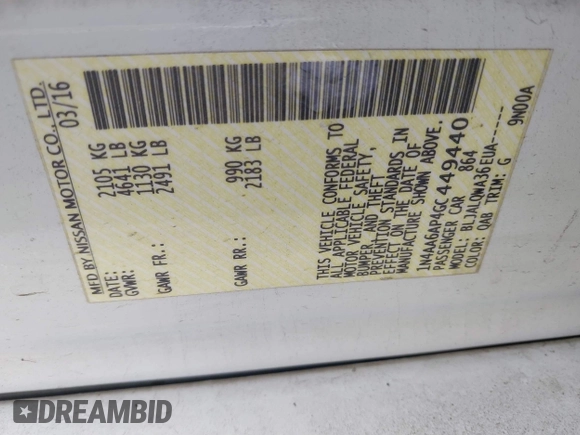 MFD BY NISSAN MOTOR CO., LTD.
DATE: 03/16
GVWR: 2105 KG
4641 LB
GAWR FR.: 1130 KG
2491 LB
GAWR RR.: 990 KG
2183 LB
THIS VEHICLE CONFORMS TO
ALL APPLICABLE FEDERAL
MOTOR VEHICLE SAFETY,
BUMPER, AND THEFT
PREVENTION STANDARDS IN
EFFECT ON THE DATE OF
MANUFACTURE SHOWN ABOVE.
1N4AA6AP4GC449440
PASSENGER CAR 864
MODEL: BLJALQWA36EUA-----
COLOR: QAB TRIM: G 9N00A
DREAMBID